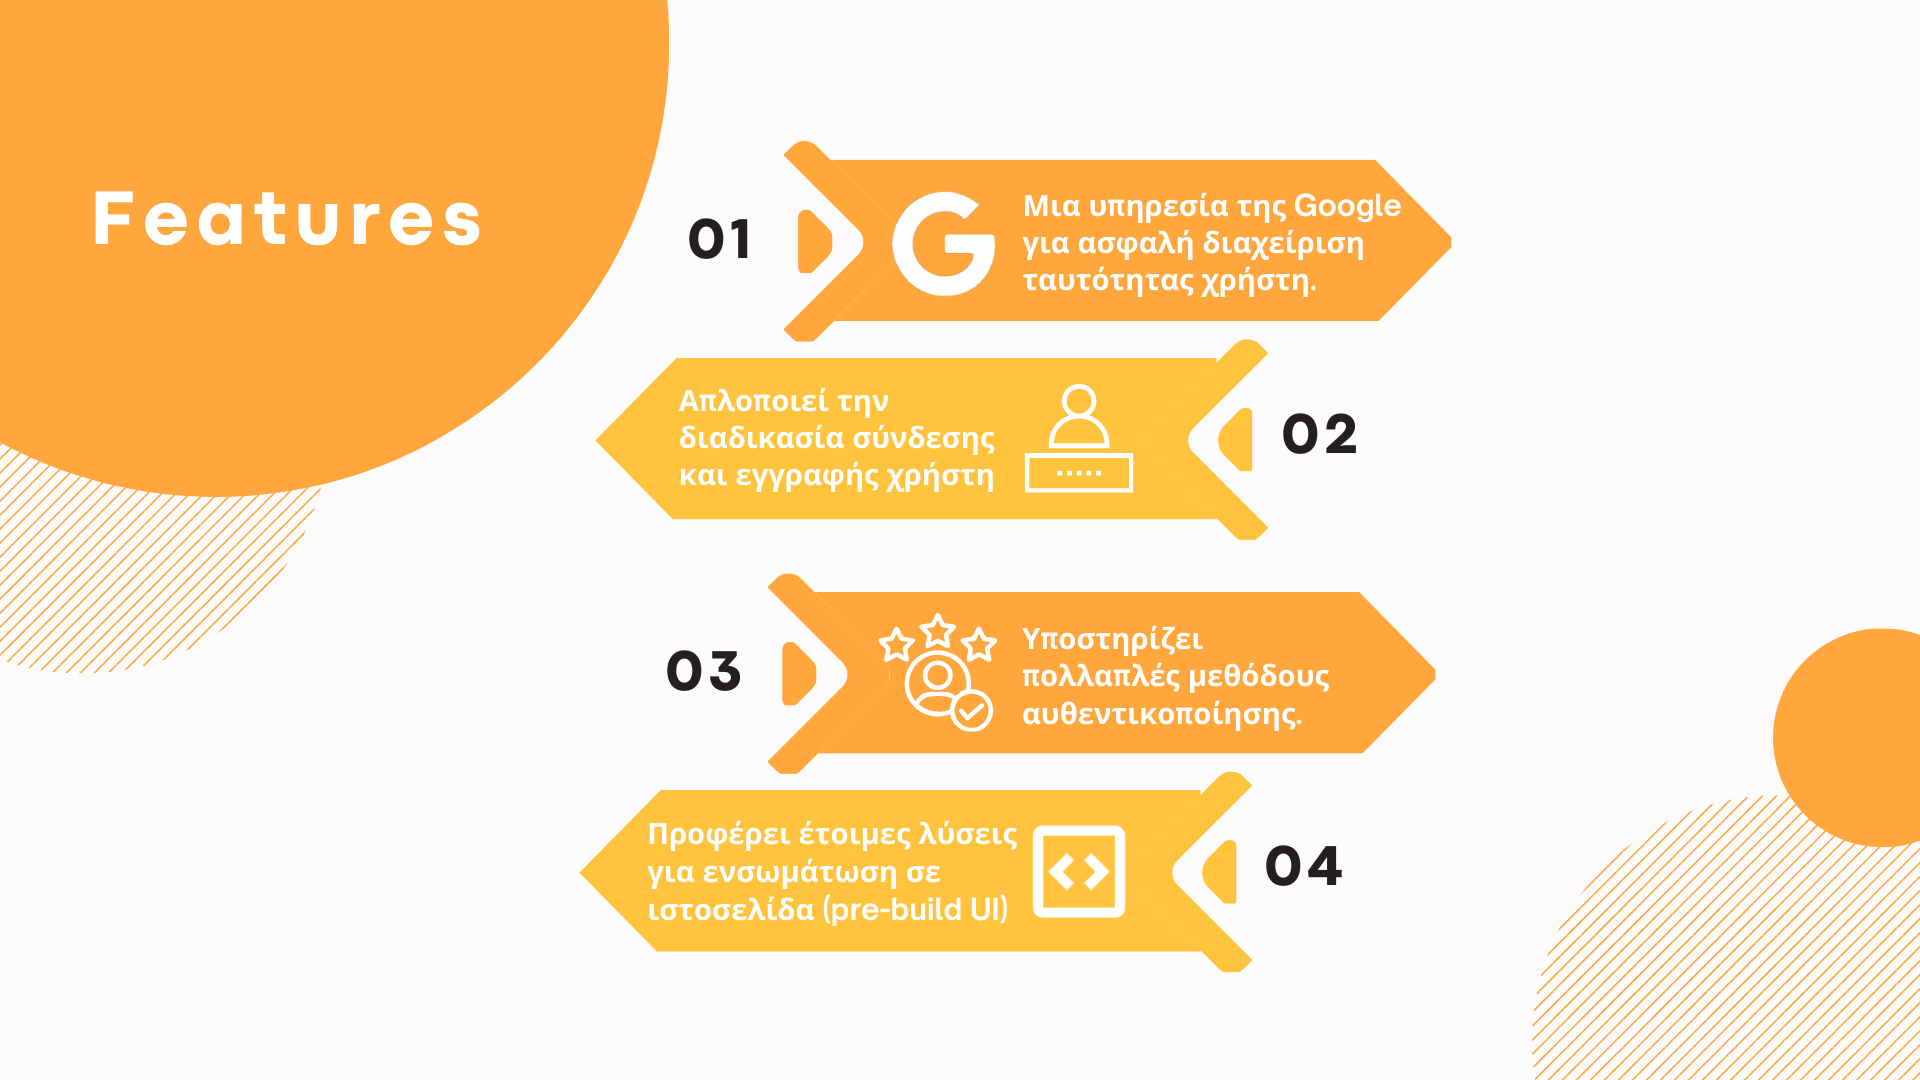 Features
01
Μια υπηρεσία της Google
για ασφαλή διαχείριση
ταυτότητας χρήστη.
Απλοποιεί την
διαδικασία σύνδεσης
και εγγραφής χρήστη
02
03
Υποστηρίζει
πολλαπλές μεθόδους
αυθεντικοποίησης.
Προφέρει έτοιμες λύσεις
για ενσωμάτωση σε
ιστοσελίδα (pre-build UI)
04